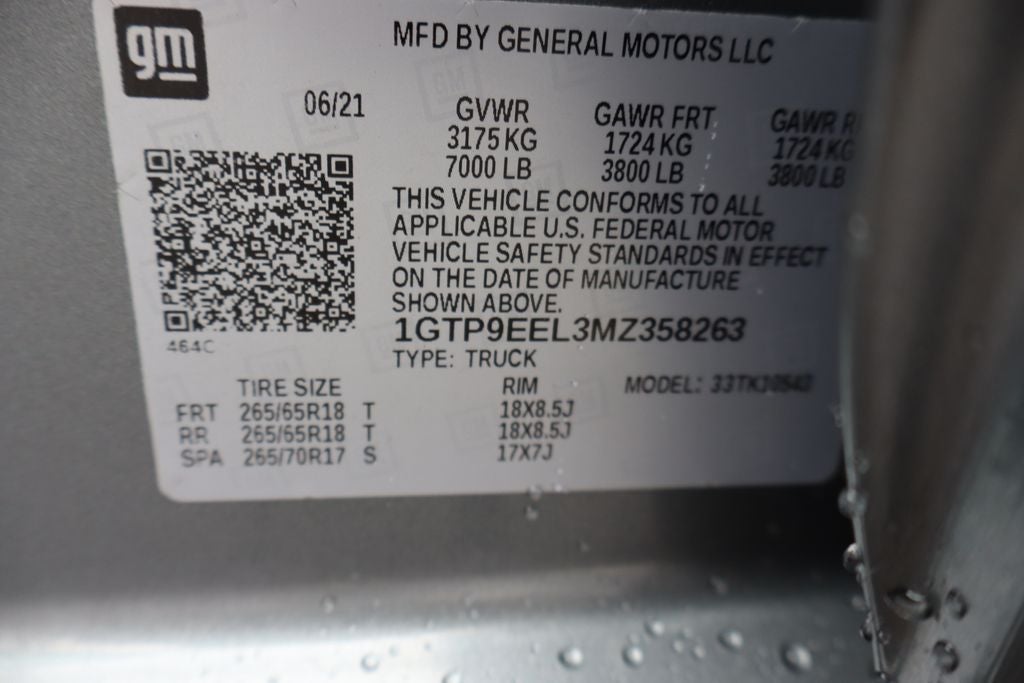 gm
MFD BY GENERAL MOTORS LLC
06/21 GVWR GAWR FRT GAWR
3175 KG 1724 KG 1724 KG
7000 LB 3800 LB 3800 LB
THIS VEHICLE CONFORMS TO ALL
APPLICABLE U.S. FEDERAL MOTOR
VEHICLE SAFETY STANDARDS IN EFFECT
ON THE DATE OF MANUFACTURE
SHOWN ABOVE.
1GTP9EEL3MZ358263
464C
TYPE: TRUCK
TIRE SIZE RIM MODEL:
FRT 265/65R18 T 18X8.5J
RR 265/65R18 T 18X8.5J
SPA 265/70R17 S 17X7J